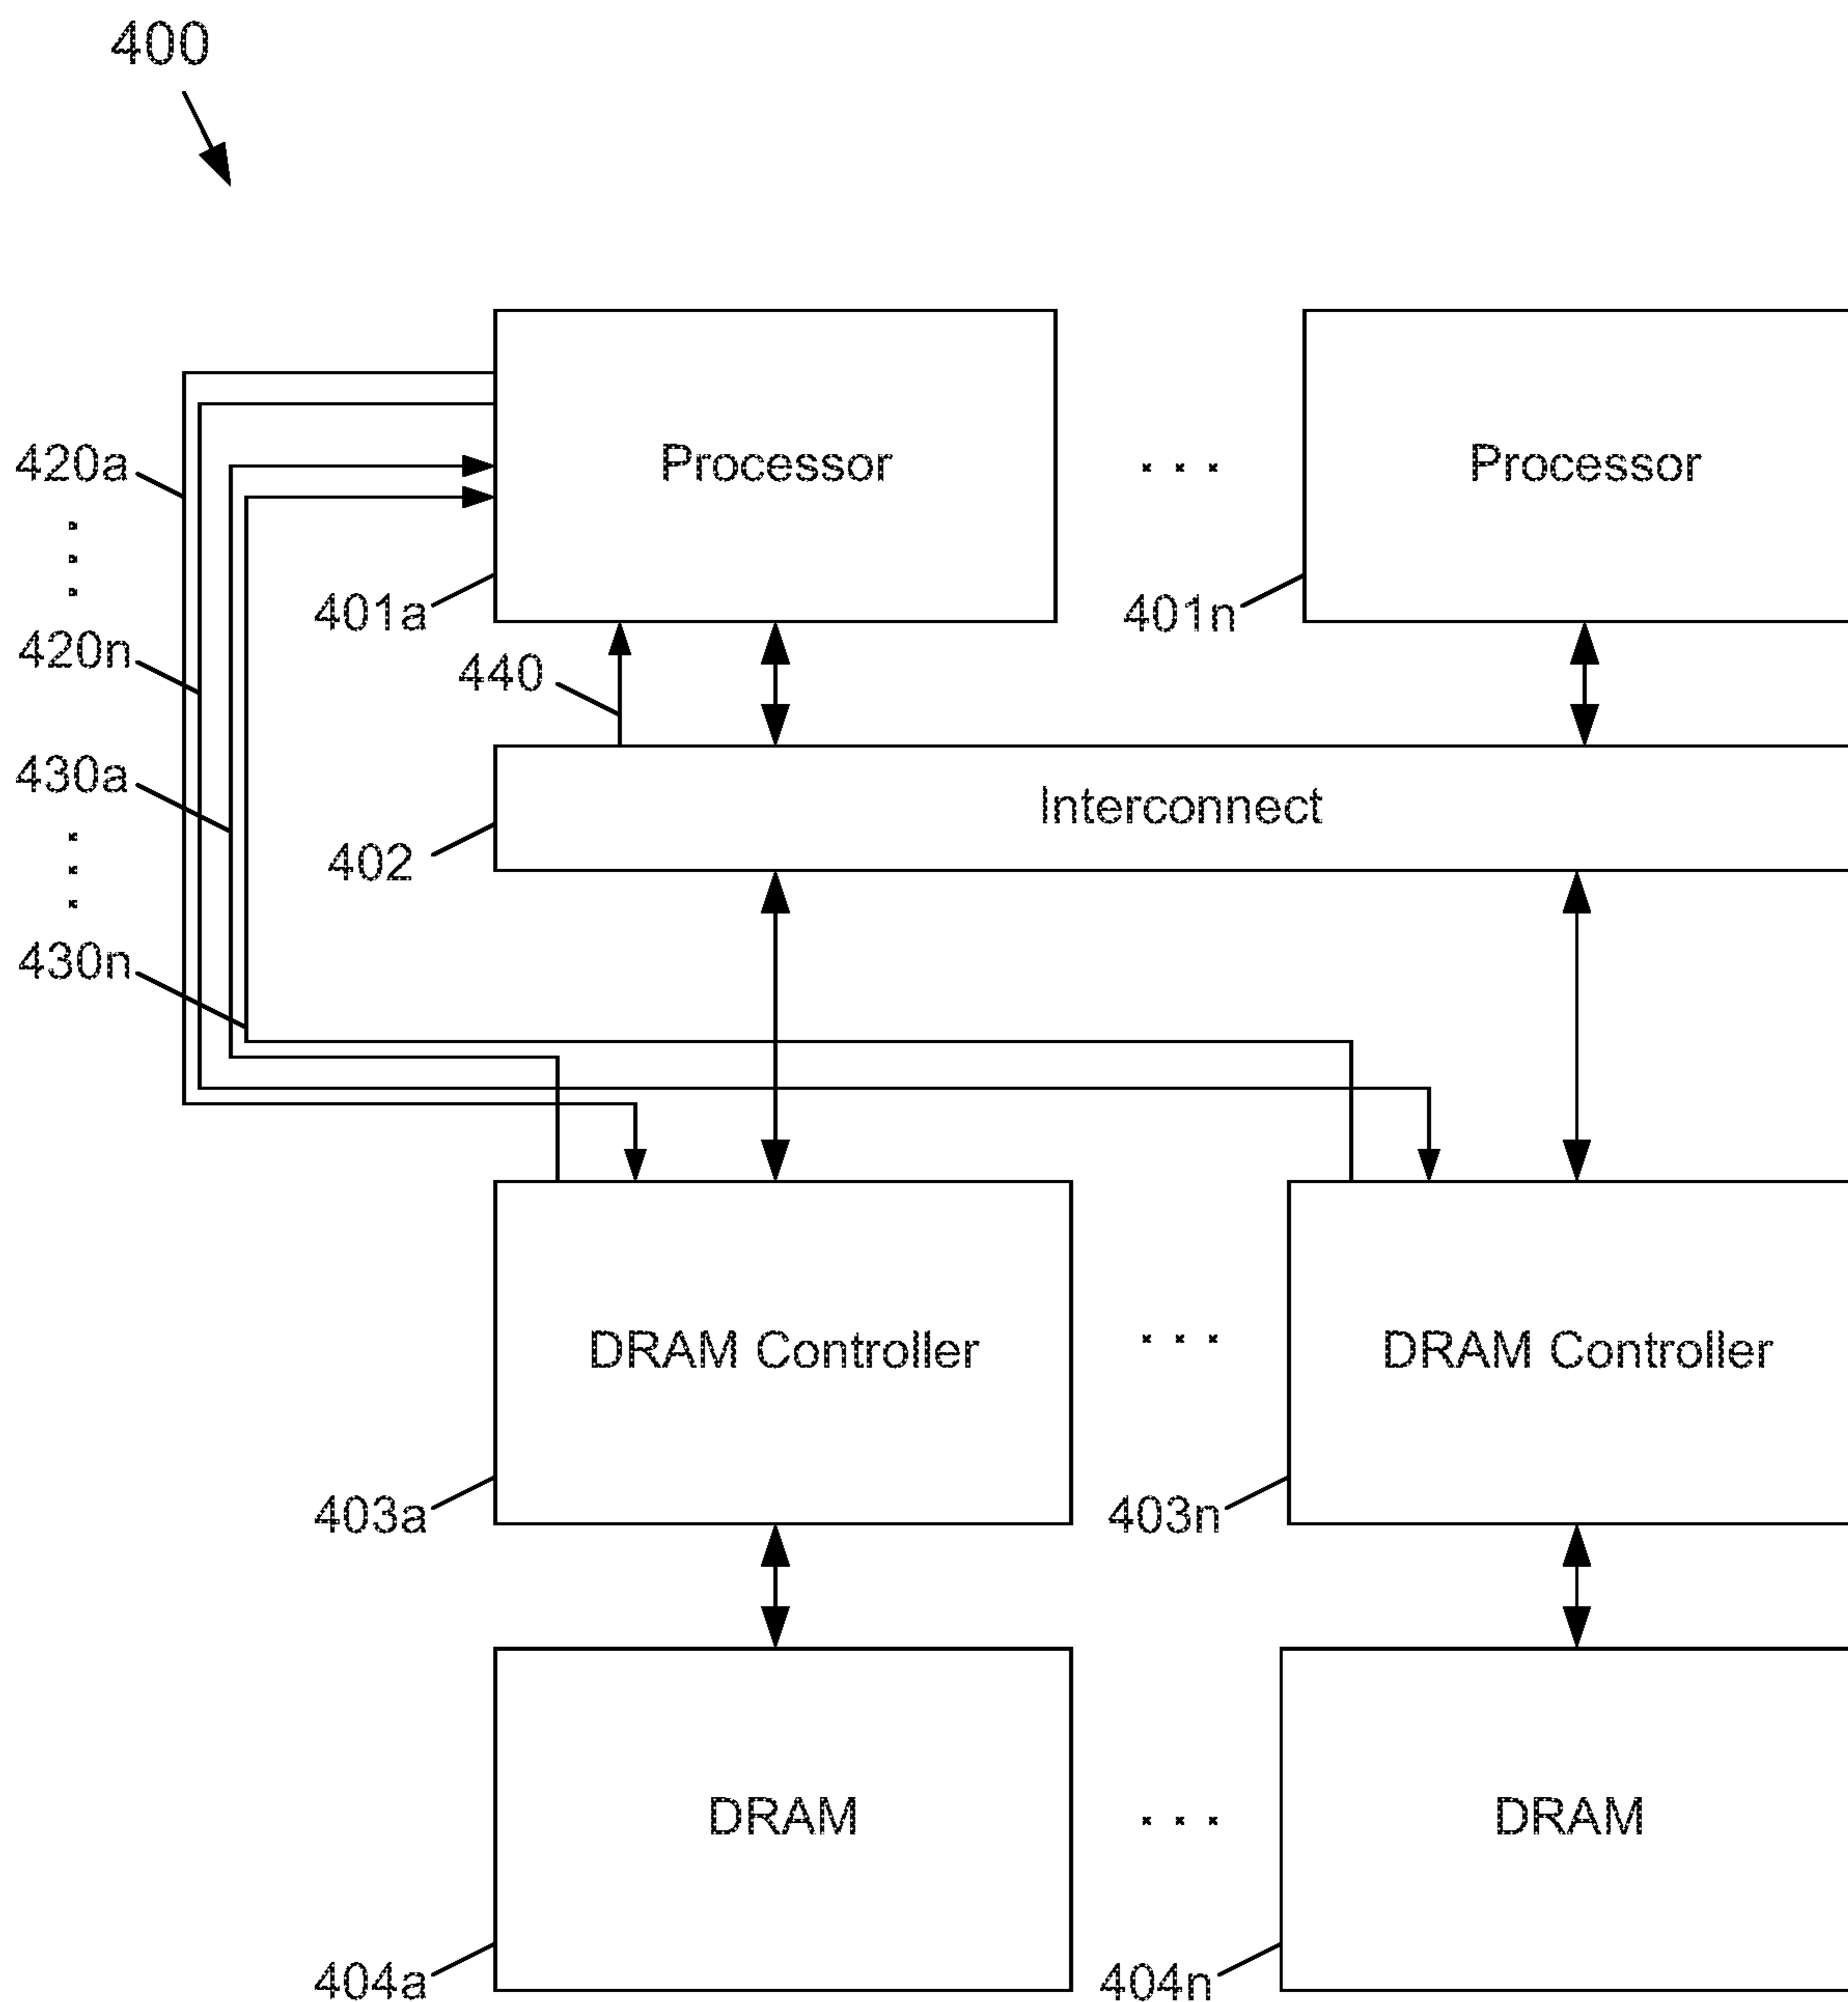 400
Processor
. . .
Processor
420a
.
.
.
420n
401a
401n
440
430a
.
.
.
430n
Interconnect
402
DRAM Controller
. . .
DRAM Controller
403a
403n
DRAM
. . .
DRAM
404a
404n